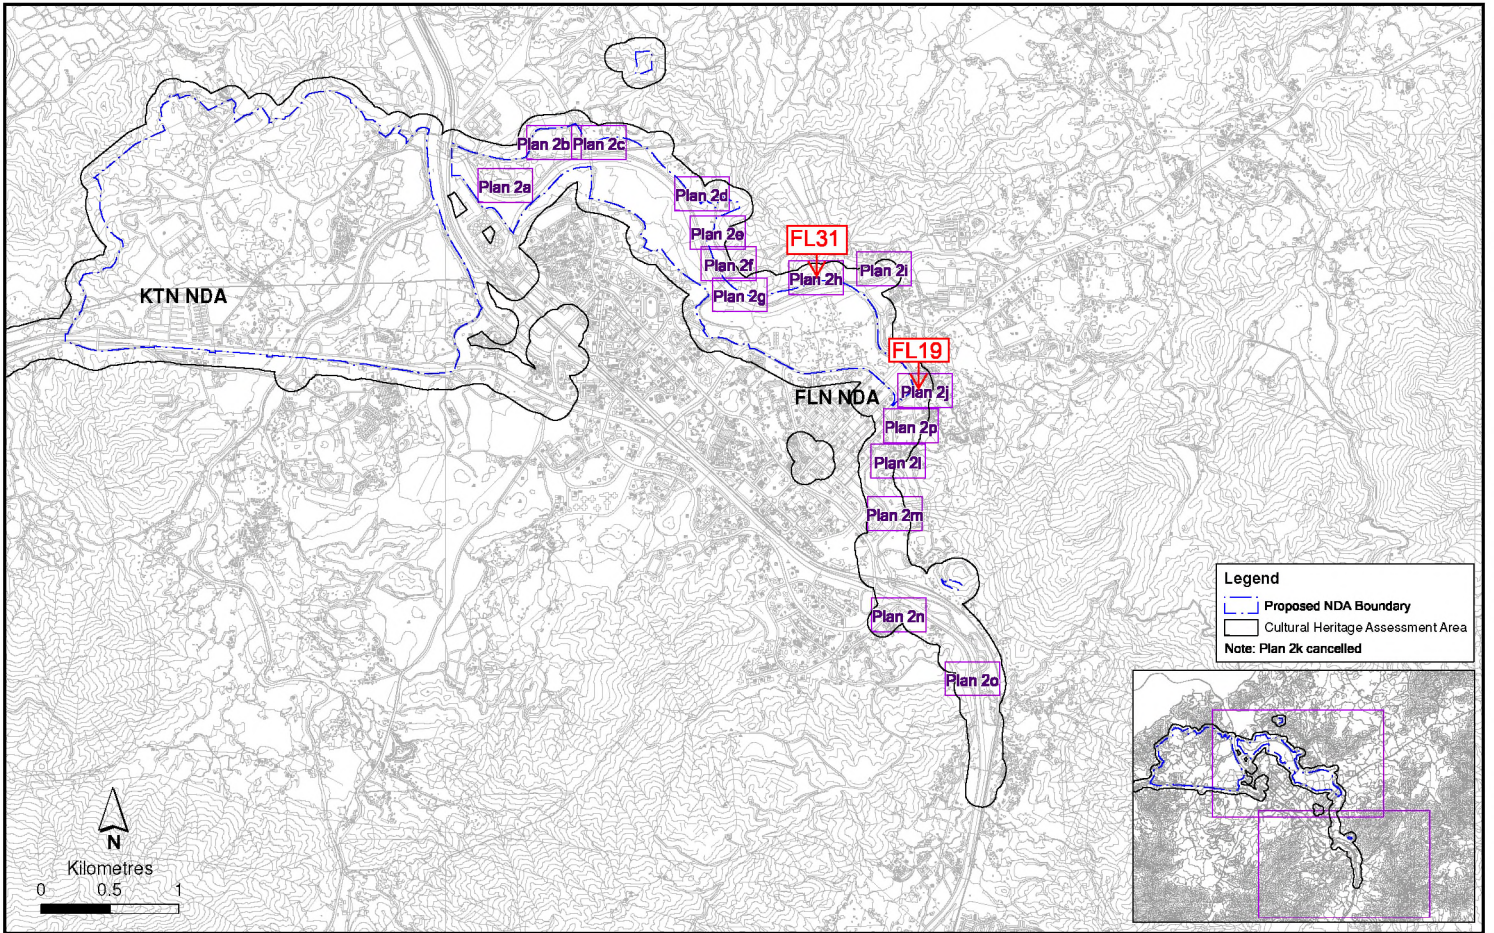 Plan 2b
Plan 2c
Plan 2a
Plan 2d
Plan 2e
FL31
Plan 2f
Plan 2h
Plan 2i
Plan 2g
KTN NDA
FL19
Plan 2j
FLN NDA
Plan 2p
Plan 2l
Plan 2m
Plan 2n
Plan 2o
Legend
Proposed NDA Boundary
Cultural Heritage Assessment Area
Note: Plan 2k cancelled
N
Kilometres
0 0.5 1